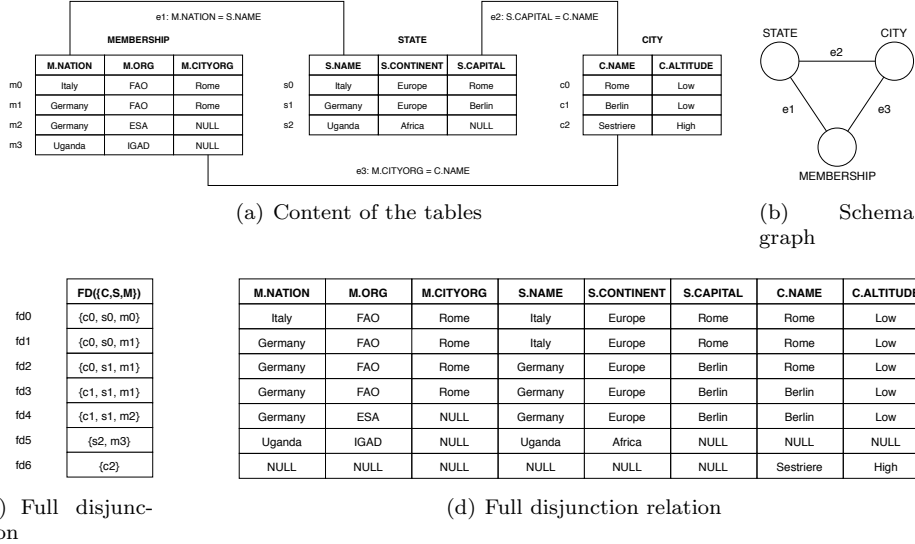 e1: M.NATION = S.NAME
e2: S.CAPITAL = C.NAME
MEMBERSHIP STATE CITY
M.NATION M.ORG M.CITYORG S.NAME S.CONTINENT S.CAPITAL C.NAME C.ALTITUDE
m0 Italy FAO Rome s0 Italy Europe Rome c0 Rome Low
m1 Germany FAO Rome s1 Germany Europe Berlin c1 Berlin Low
m2 Germany ESA NULL s2 Uganda Africa NULL c2 Sestriere High
m3 Uganda IGAD NULL
e3: M.CITYORG = C.NAME
(a) Content of the tables
STATE CITY
e2
e1 e3
MEMBERSHIP
(b) Schema
graph
FD({C,S,M})
fd0 {c0, s0, m0}
fd1 {c0, s0, m1}
fd2 {c0, s1, m1}
fd3 {c1, s1, m1}
fd4 {c1, s1, m2}
fd5 {s2, m3}
fd6 {c2}
) Full disjunc-
on
M.NATION M.ORG M.CITYORG S.NAME S.CONTINENT S.CAPITAL C.NAME C.ALTITUDE
Italy FAO Rome Italy Europe Rome Rome Low
Germany FAO Rome Italy Europe Rome Rome Low
Germany FAO Rome Germany Europe Berlin Rome Low
Germany FAO Rome Germany Europe Berlin Berlin Low
Germany ESA NULL Germany Europe Berlin Berlin Low
Uganda IGAD NULL Uganda Africa NULL NULL NULL
NULL NULL NULL NULL NULL NULL Sestriere High
(d) Full disjunction relation